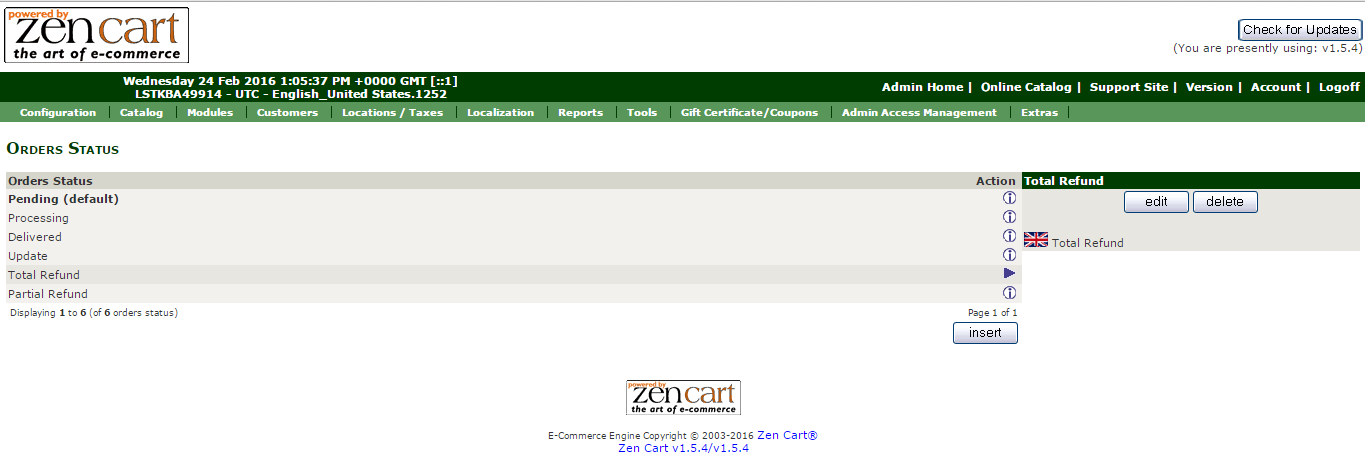 powered by
zen cart
the art of e-commerce
Check for Updates
(You are presently using: v1.5.4)
Wednesday 24 Feb 2016 1:05:37 PM +0000 GMT [::1]
LSTKBA49914 - UTC - English_United States.1252
Admin Home | Online Catalog | Support Site | Version | Account | Logoff
Configuration | Catalog | Modules | Customers | Locations / Taxes | Localization | Reports | Tools | Gift Certificate/Coupons | Admin Access Management | Extras |
Orders Status
Orders Status Action
Pending (default)
Processing
Delivered
Update
Total Refund
Partial Refund
Displaying 1 to 6 (of 6 orders status) Page 1 of 1
insert
Total Refund
edit delete
Total Refund
powered by
zen cart
the art of e-commerce
E-Commerce Engine Copyright © 2003-2016 Zen Cart®
Zen Cart v1.5.4/v1.5.4